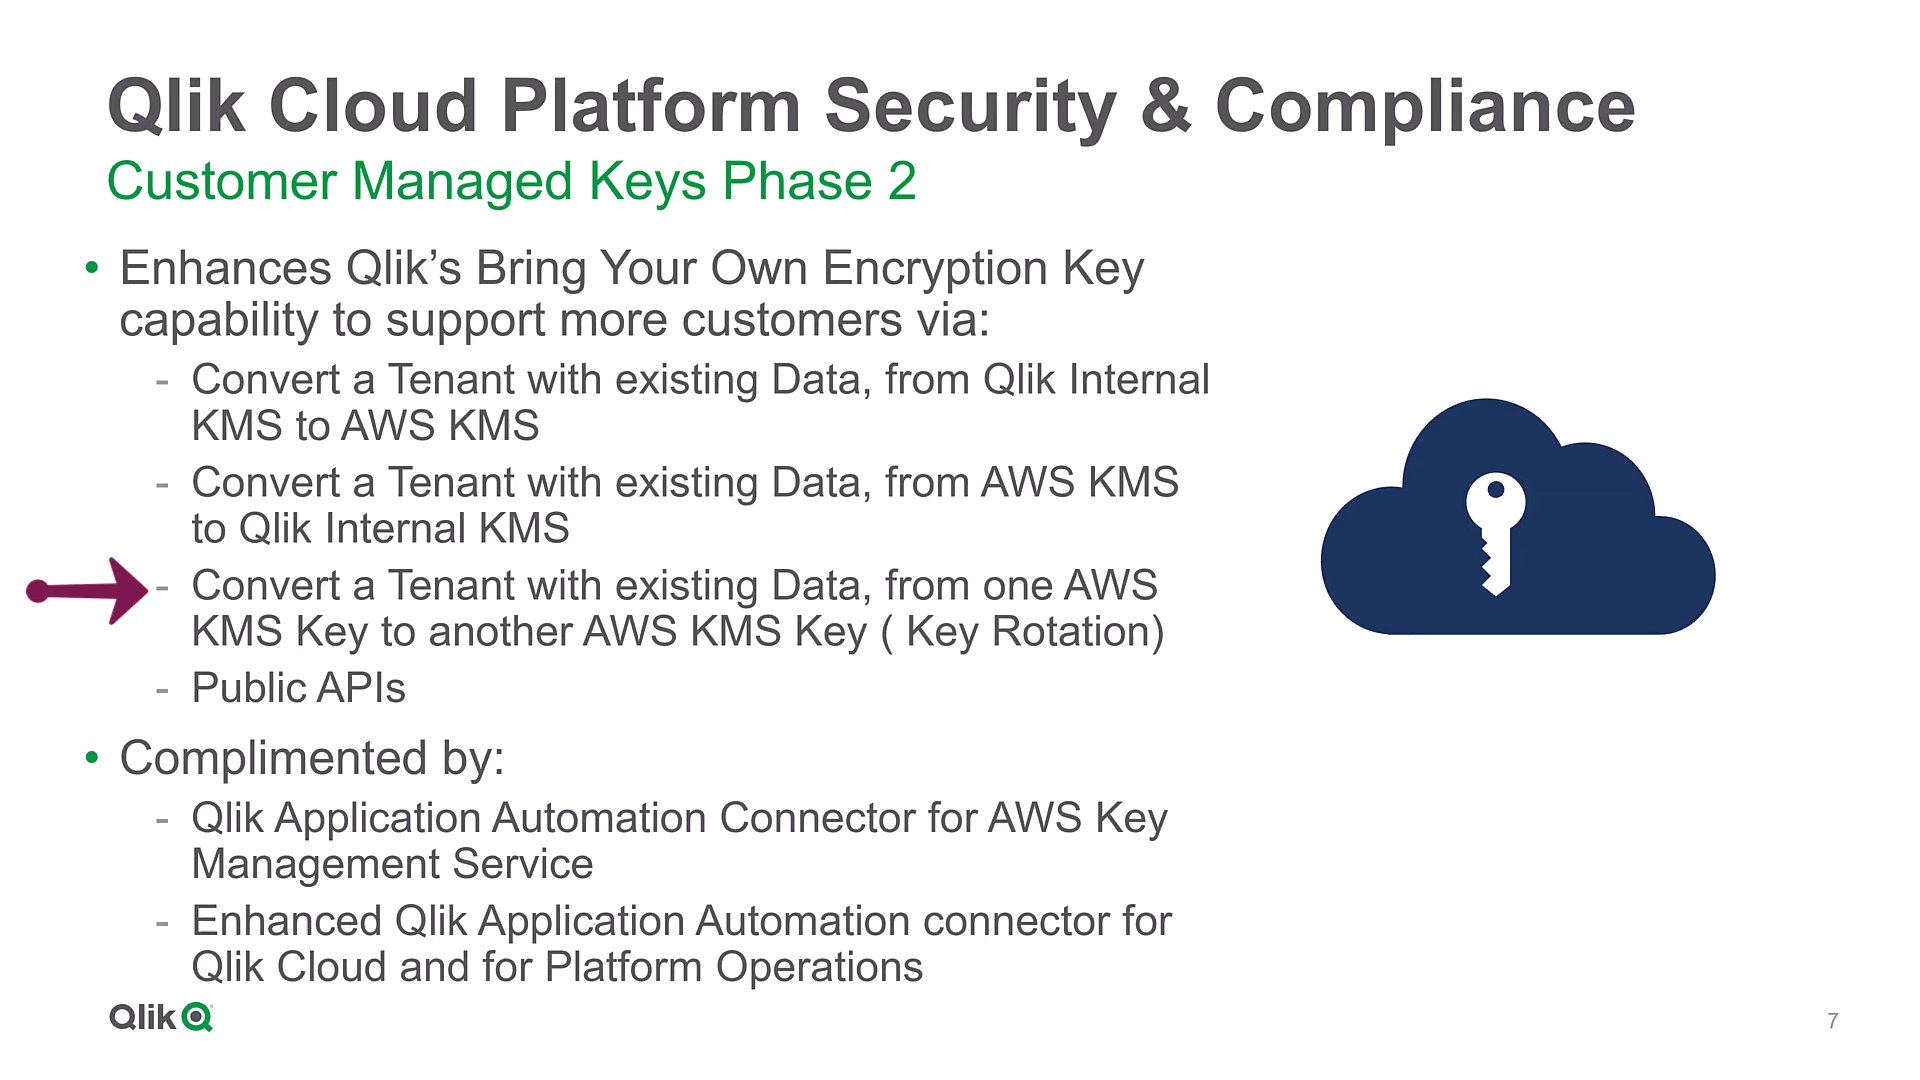 Qlik Cloud Platform Security & Compliance
Customer Managed Keys Phase 2
• Enhances Qlik’s Bring Your Own Encryption Key
capability to support more customers via:
- Convert a Tenant with existing Data, from Qlik Internal
KMS to AWS KMS
- Convert a Tenant with existing Data, from AWS KMS
to Qlik Internal KMS
- Convert a Tenant with existing Data, from one AWS
KMS Key to another AWS KMS Key ( Key Rotation)
- Public APIs
• Complimented by:
- Qlik Application Automation Connector for AWS Key
Management Service
- Enhanced Qlik Application Automation connector for
Qlik Cloud and for Platform Operations
Qlik
7